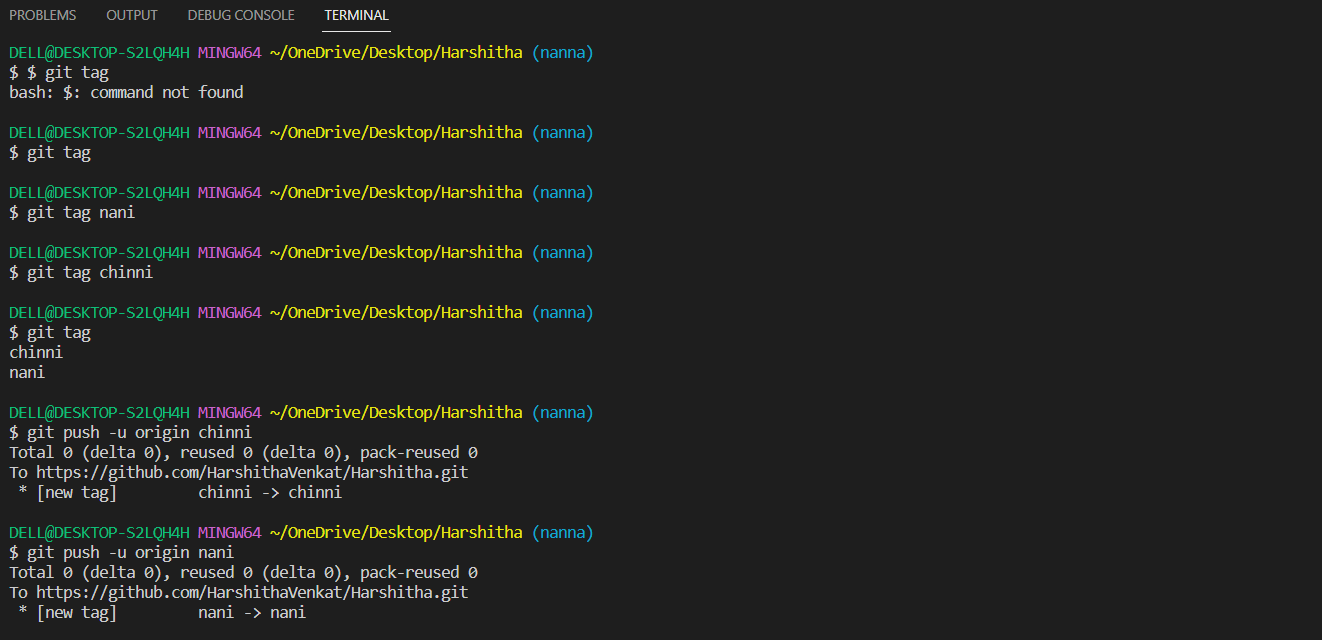 PROBLEMS OUTPUT DEBUG CONSOLE TERMINAL
DELL@DESKTOP-S2LQH4H MINGW64 ~/OneDrive/Desktop/Harshitha (nanna)
$ $ git tag
bash: $: command not found
DELL@DESKTOP-S2LQH4H MINGW64 ~/OneDrive/Desktop/Harshitha (nanna)
$ git tag
DELL@DESKTOP-S2LQH4H MINGW64 ~/OneDrive/Desktop/Harshitha (nanna)
$ git tag nani
DELL@DESKTOP-S2LQH4H MINGW64 ~/OneDrive/Desktop/Harshitha (nanna)
$ git tag chinni
DELL@DESKTOP-S2LQH4H MINGW64 ~/OneDrive/Desktop/Harshitha (nanna)
$ git tag
chinni
nani
DELL@DESKTOP-S2LQH4H MINGW64 ~/OneDrive/Desktop/Harshitha (nanna)
$ git push -u origin chinni
Total 0 (delta 0), reused 0 (delta 0), pack-reused 0
To https://github.com/HarshithaVenkat/Harshitha.git
 * [new tag]         chinni -> chinni
DELL@DESKTOP-S2LQH4H MINGW64 ~/OneDrive/Desktop/Harshitha (nanna)
$ git push -u origin nani
Total 0 (delta 0), reused 0 (delta 0), pack-reused 0
To https://github.com/HarshithaVenkat/Harshitha.git
 * [new tag]         nani -> nani